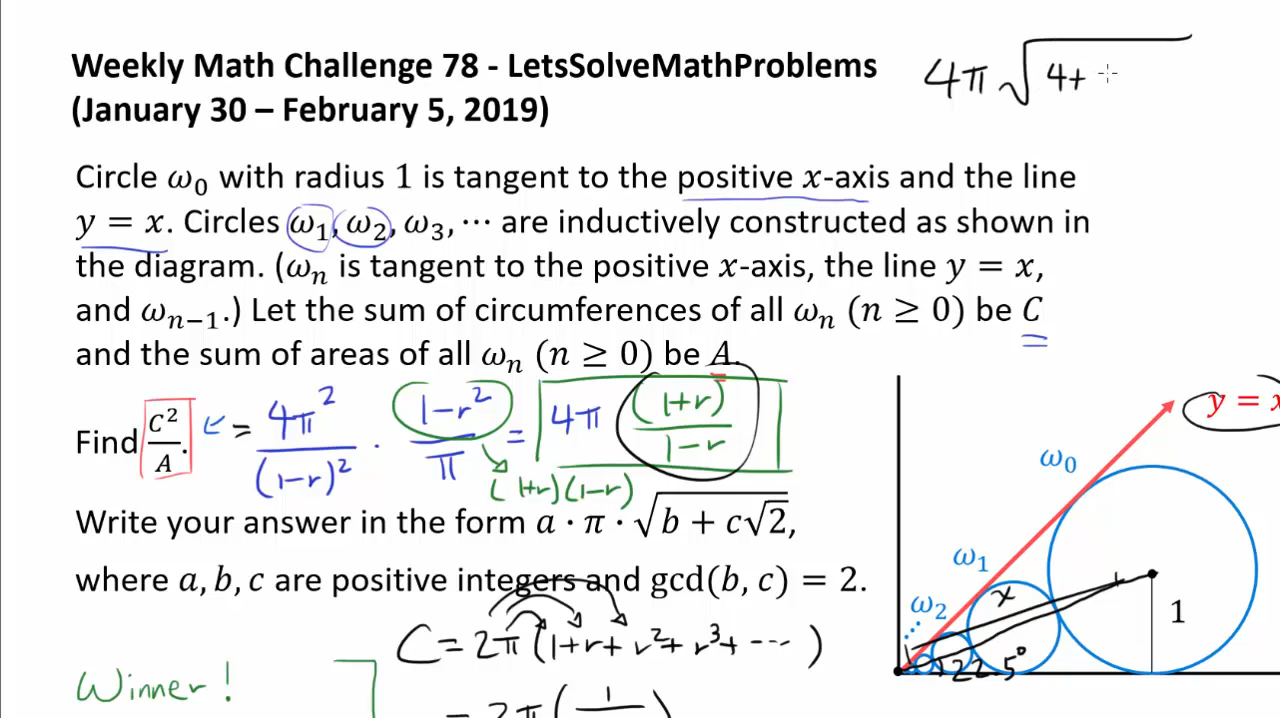 Weekly Math Challenge 78 - LetsSolveMathProblems
(January 30 – February 5, 2019)
4π√(4+
Circle ω₀ with radius 1 is tangent to the positive x-axis and the line
y = x. Circles ω₁, ω₂, ω₃, ⋯ are inductively constructed as shown in
the diagram. (ωₙ is tangent to the positive x-axis, the line y = x,
and ωₙ₋₁.) Let the sum of circumferences of all ωₙ (n ≥ 0) be C
and the sum of areas of all ωₙ (n ≥ 0) be A.
Find C²/A. = 4π²/(1-r)² · (1-r²)/π = 4π (1+r)/(1-r)
(1+r)(1-r)
Write your answer in the form a · π · √(b + c√2),
where a, b, c are positive integers and gcd(b, c) = 2.
C = 2π (1+r+r²+r³+ ⋯)
= 2π (1
Winner!
y = x
ω₀
ω₁
ω₂
x
1
22.5°